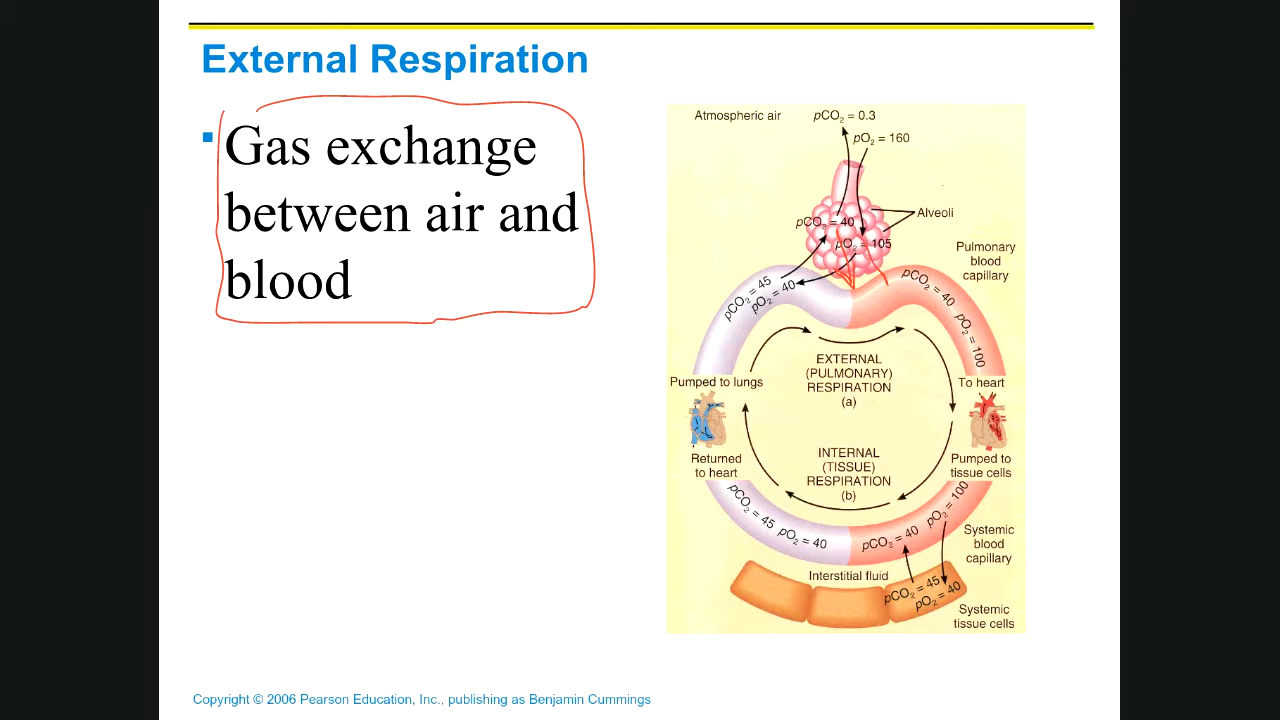 External Respiration
Gas exchange
between air and
blood
Atmospheric air
pCO2 = 0.3
pO2 = 160
pCO2 = 40
pO2 = 105
Alveoli
Pulmonary
blood
capillary
pCO2 = 45
pO2 = 40
pCO2 = 40
pO2 = 100
EXTERNAL
(PULMONARY)
RESPIRATION
(a)
Pumped to lungs
To heart
INTERNAL
(TISSUE)
RESPIRATION
(b)
Returned
to heart
Pumped to
tissue cells
pCO2 = 45
pO2 = 40
pCO2 = 40
pO2 = 100
Systemic
blood
capillary
Interstitial fluid
pCO2 = 45
pO2 = 40
Systemic
tissue cells
Copyright © 2006 Pearson Education, Inc., publishing as Benjamin Cummings